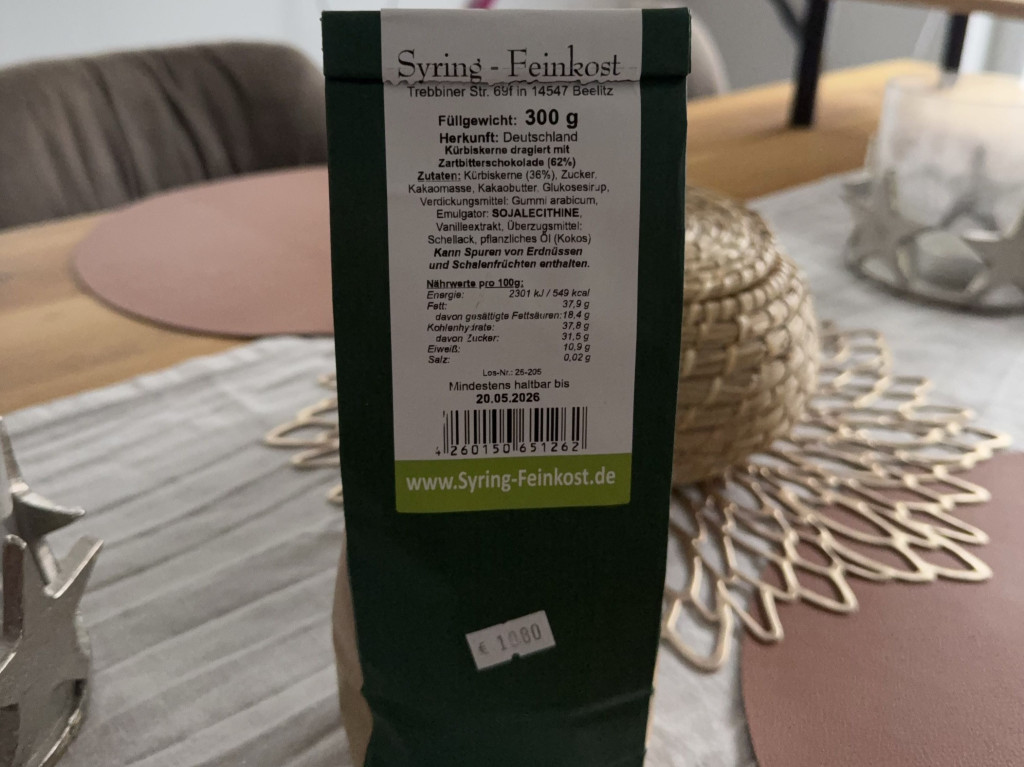 Syring - Feinkost
Trebbiner Str. 69f in 14547 Beelitz
Füllgewicht: 300 g
Herkunft: Deutschland
Kürbiskerne dragiert mit
Zartbitterschokolade (62%)
Zutaten: Kürbiskerne (36%), Zucker,
Kakaomasse, Kakaobutter, Glukosesirup,
Verdickungsmittel: Gummi arabicum,
Emulgator: SOJALECITHINE,
Vanilleextrakt, Überzugsmittel:
Schellack, pflanzliches Öl (Kokos)
Kann Spuren von Erdnüssen
und Schalenfrüchten enthalten.
Nährwerte pro 100g:
Energie: 2301 kJ / 549 kcal
Fett: 37,9 g
davon gesättigte Fettsäuren: 18,4 g
Kohlenhydrate: 37,8 g
davon Zucker: 31,5 g
Eiweiß: 10,9 g
Salz: 0,02 g
Los-Nr.: 25-205
Mindestens haltbar bis
20.05.2026
4 260150 651262
www.Syring-Feinkost.de
€ 10.80